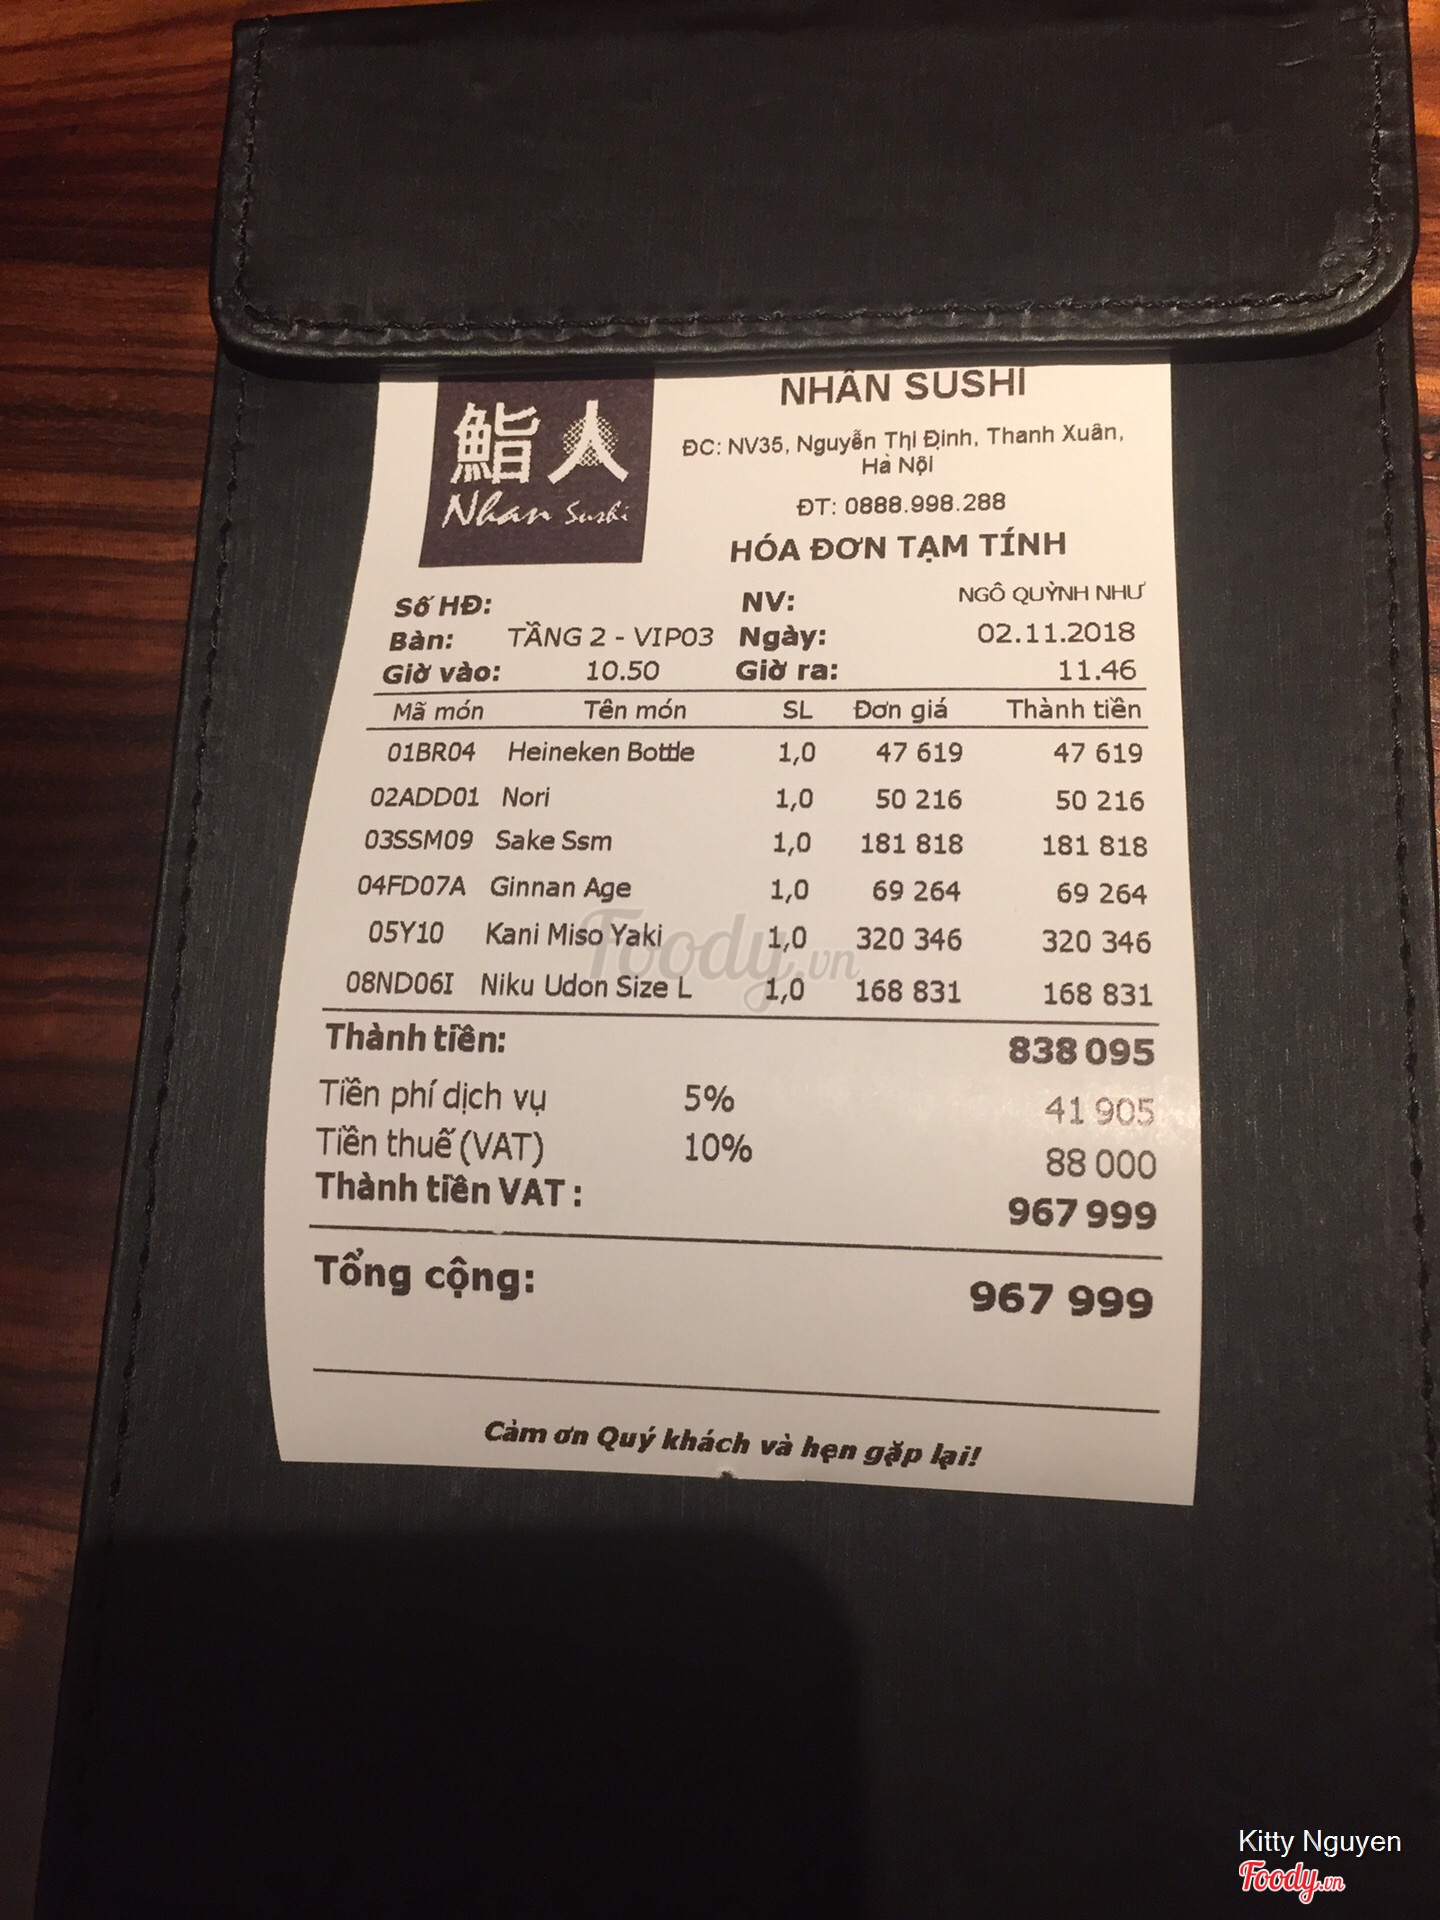 NHÂN SUSHI
鮨人
Nhan Sushi
ĐC: NV35, Nguyễn Thị Định, Thanh Xuân,
Hà Nội
ĐT: 0888.998.288
HÓA ĐƠN TẠM TÍNH
Số HĐ: NV: NGÔ QUỲNH NHƯ
Bàn: TẦNG 2 - VIP03 Ngày: 02.11.2018
Giờ vào: 10.50 Giờ ra: 11.46
Mã món Tên món SL Đơn giá Thành tiền
01BR04 Heineken Bottle 1,0 47 619 47 619
02ADD01 Nori 1,0 50 216 50 216
03SSM09 Sake Ssm 1,0 181 818 181 818
04FD07A Ginnan Age 1,0 69 264 69 264
05Y10 Kani Miso Yaki 1,0 320 346 320 346
08ND06I Niku Udon Size L 1,0 168 831 168 831
Foody.vn
Thành tiền: 838 095
Tiền phí dịch vụ 5% 41 905
Tiền thuế (VAT) 10% 88 000
Thành tiền VAT : 967 999
Tổng cộng: 967 999
Cảm ơn Quý khách và hẹn gặp lại!
Kitty Nguyen
Foody.vn